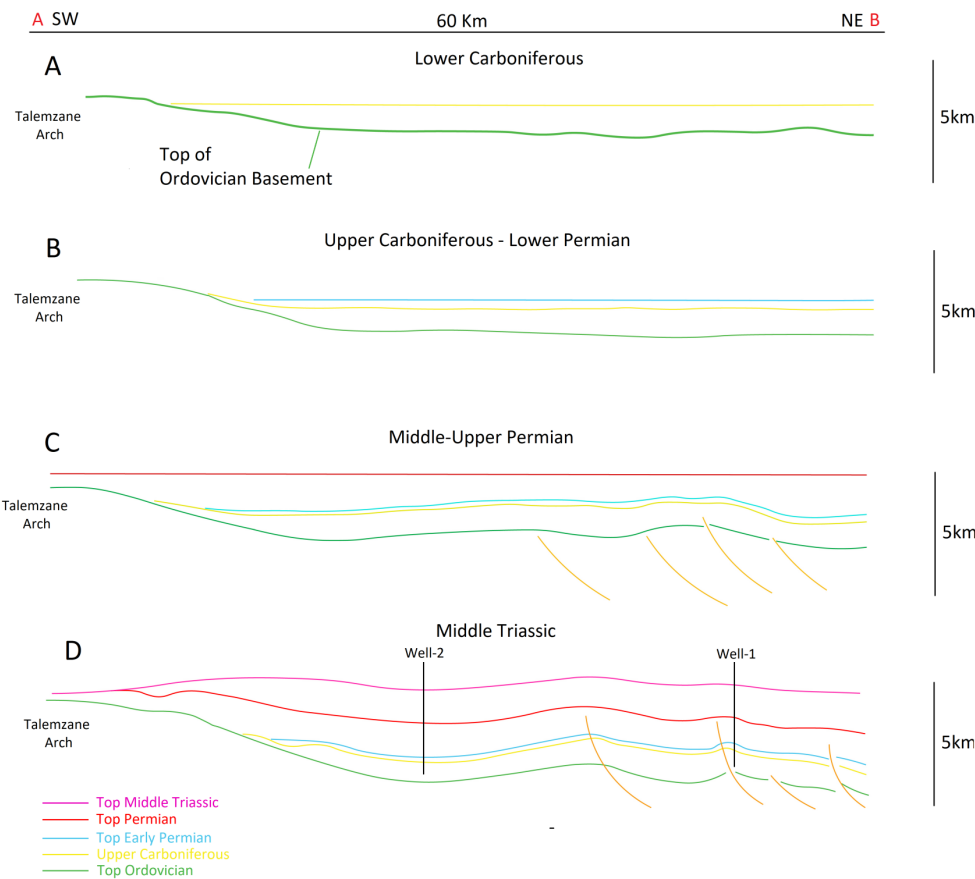 A SW 60 Km NE B
A
Lower Carboniferous
Talemzane
Arch
5km
Top of
Ordovician Basement
B
Upper Carboniferous - Lower Permian
Talemzane
Arch
5km
C
Middle-Upper Permian
Talemzane
Arch
5km
D
Middle Triassic
Well-2
Well-1
Talemzane
Arch
5km
Top Middle Triassic
Top Permian
Top Early Permian
Upper Carboniferous
Top Ordovician
-